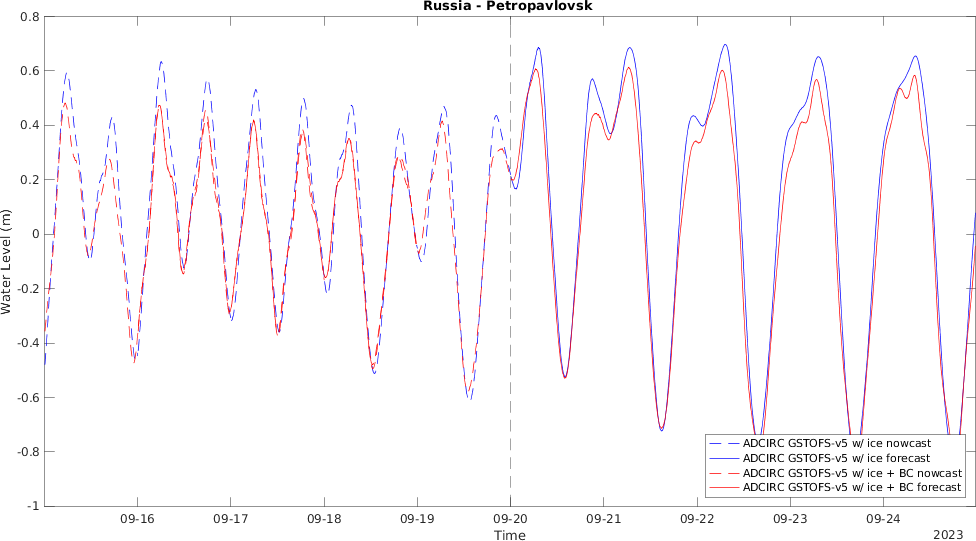 Russia - Petropavlovsk
0.8
0.6
0.4
0.2
0
-0.2
-0.4
-0.6
-0.8
-1
Water Level (m)
ADCIRC GSTOFS-v5 w/ ice nowcast
ADCIRC GSTOFS-v5 w/ ice forecast
ADCIRC GSTOFS-v5 w/ ice + BC nowcast
ADCIRC GSTOFS-v5 w/ ice + BC forecast
09-16 09-17 09-18 09-19 09-20 09-21 09-22 09-23 09-24
Time
2023